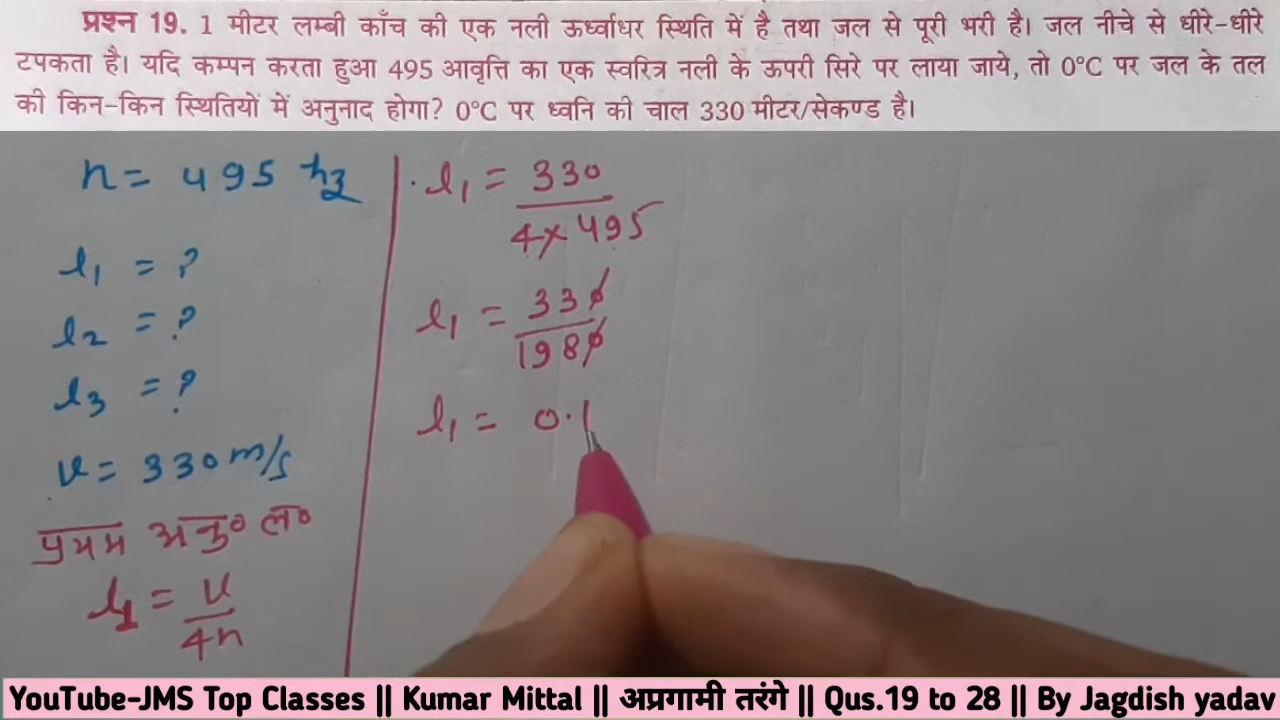 प्रश्न 19. 1 मीटर लम्बी काँच की एक नली ऊर्ध्वाधर स्थिति में है तथा जल से पूरी भरी है। जल नीचे से धीरे-धीरे
टपकता है। यदि कम्पन करता हुआ 495 आवृत्ति का एक स्वरित्र नली के ऊपरी सिरे पर लाया जाये, तो 0°C पर जल के तल
की किन-किन स्थितियों में अनुनाद होगा? 0°C पर ध्वनि की चाल 330 मीटर/सेकण्ड है।
n = 495 hz
l1 = ?
l2 = ?
l3 = ?
v = 330 m/s
प्रथम अनु० ल०
l1 = v
4n
l1 = 330
4 x 495
l1 = 330
1980
l1 = 0.1
YouTube-JMS Top Classes || Kumar Mittal || अप्रगामी तरंगे || Qus.19 to 28 || By Jagdish yadav